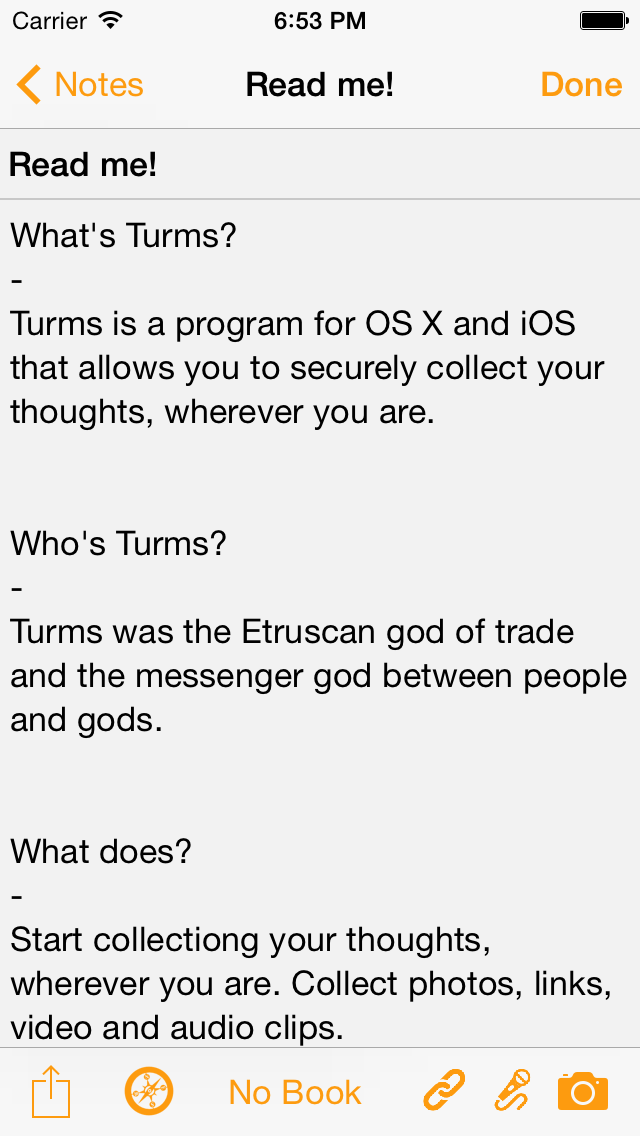 Carrier 6:53 PM
Notes Read me! Done
Read me!
What's Turms?
-
Turms is a program for OS X and iOS
that allows you to securely collect your
thoughts, wherever you are.
Who's Turms?
-
Turms was the Etruscan god of trade
and the messenger god between people
and gods.
What does?
-
Start collectiong your thoughts,
wherever you are. Collect photos, links,
video and audio clips.
No Book